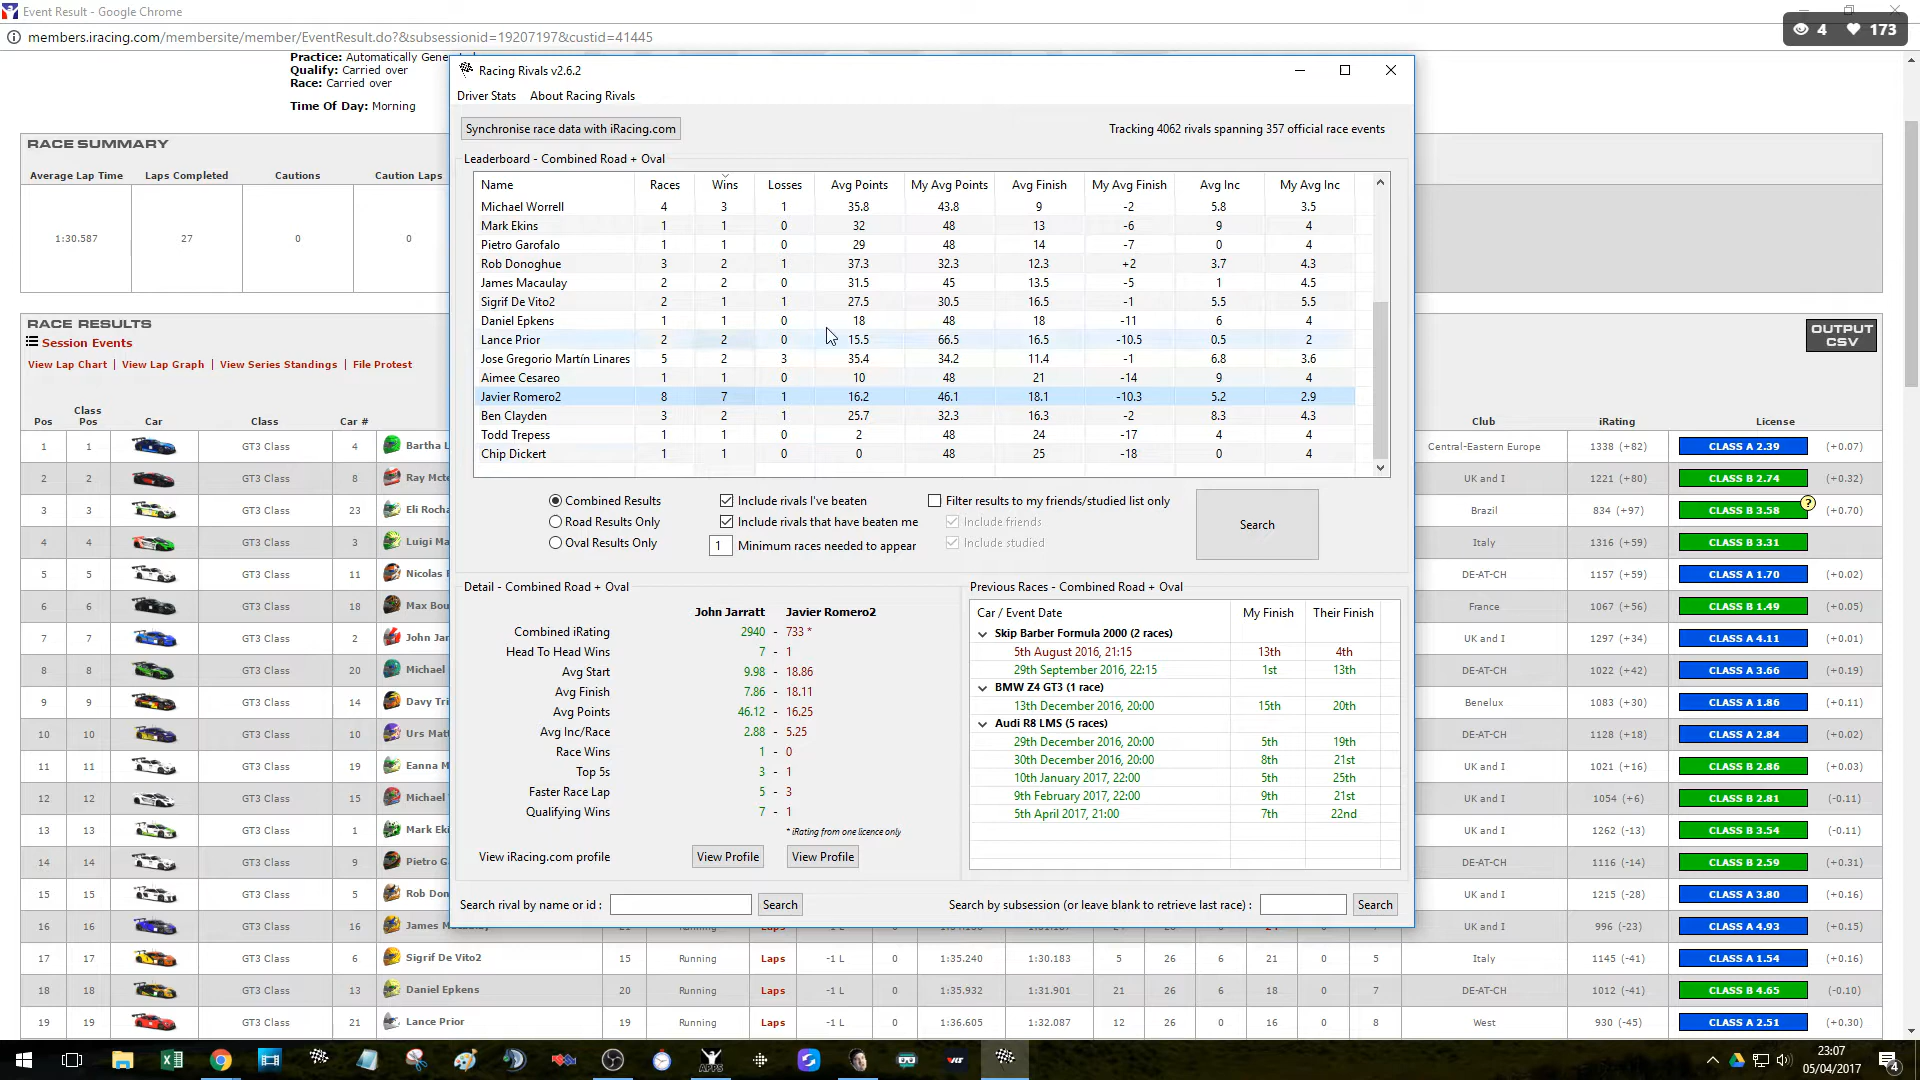 Event Result - Google Chrome
members.iracing.com/membersite/member/EventResult.do?&subsessionid=19207197&custid=41445
4 173
Practice: Automatically Gene
Qualify: Carried over
Race: Carried over
Time Of Day: Morning
RACE SUMMARY
Average Lap Time Laps Completed Cautions Caution Laps
1:30.587 27 0 0
RACE RESULTS
Session Events
View Lap Chart | View Lap Graph | View Series Standings | File Protest
OUTPUT CSV
Racing Rivals v2.6.2
Driver Stats About Racing Rivals
Synchronise race data with iRacing.com
Tracking 4062 rivals spanning 357 official race events
Leaderboard - Combined Road + Oval
Name Races Wins Losses Avg Points My Avg Points Avg Finish My Avg Finish Avg Inc My Avg Inc
Michael Worrell 4 3 1 35.8 43.8 9 -2 5.8 3.5
Mark Ekins 1 1 0 32 48 13 -6 9 4
Pietro Garofalo 1 1 0 29 48 14 -7 0 4
Rob Donoghue 3 2 1 37.3 32.3 12.3 +2 3.7 4.3
James Macaulay 2 2 0 31.5 45 13.5 -5 1 4.5
Sigrif De Vito2 2 1 1 27.5 30.5 16.5 -1 5.5 5.5
Daniel Epkens 1 1 0 18 48 18 -11 6 4
Lance Prior 2 2 0 15.5 66.5 16.5 -10.5 0.5 2
Jose Gregorio Martín Linares 5 2 3 35.4 34.2 11.4 -1 6.8 3.6
Aimee Cesareo 1 1 0 10 48 21 -14 9 4
Javier Romero2 8 7 1 16.2 46.1 18.1 -10.3 5.2 2.9
Ben Clayden 3 2 1 25.7 32.3 16.3 -2 8.3 4.3
Todd Trepess 1 1 0 2 48 24 -17 4 4
Chip Dickert 1 1 0 0 48 25 -18 0 4
Combined Results
Road Results Only
Oval Results Only
Include rivals I've beaten
Include rivals that have beaten me
1 Minimum races needed to appear
Filter results to my friends/studied list only
Include friends
Include studied
Search
Detail - Combined Road + Oval
John Jarratt Javier Romero2
Combined iRating 2940 - 733 *
Head To Head Wins 7 - 1
Avg Start 9.98 - 18.86
Avg Finish 7.86 - 18.11
Avg Points 46.12 - 16.25
Avg Inc/Race 2.88 - 5.25
Race Wins 1 - 0
Top 5s 3 - 1
Faster Race Lap 5 - 3
Qualifying Wins 7 - 1
* iRating from one licence only
View iRacing.com profile View Profile View Profile
Previous Races - Combined Road + Oval
Car / Event Date My Finish Their Finish
Skip Barber Formula 2000 (2 races)
5th August 2016, 21:15 13th 4th
29th September 2016, 22:15 1st 13th
BMW Z4 GT3 (1 race)
13th December 2016, 20:00 15th 20th
Audi R8 LMS (5 races)
29th December 2016, 20:00 5th 19th
30th December 2016, 20:00 8th 21st
10th January 2017, 22:00 5th 25th
9th February 2017, 22:00 9th 21st
5th April 2017, 21:00 7th 22nd
Search rival by name or id : Search
Search by subsession (or leave blank to retrieve last race) : Search
Pos Class Pos Car Class Car # Club iRating License
1 1 GT3 Class 4 Bartha L Central-Eastern Europe 1338 (+82) CLASS A 2.39 (+0.07)
2 2 GT3 Class 8 Ray Mct UK and I 1221 (+80) CLASS B 2.74 (+0.32)
3 3 GT3 Class 23 Eli Rocha Brazil 834 (+97) CLASS B 3.58 ? (+0.70)
4 4 GT3 Class 3 Luigi Ma Italy 1316 (+59) CLASS B 3.31
5 5 GT3 Class 11 Nicolas DE-AT-CH 1157 (+59) CLASS A 1.70 (+0.02)
6 6 GT3 Class 18 Max Bou France 1067 (+56) CLASS B 1.49 (+0.05)
7 7 GT3 Class 2 John Jar UK and I 1297 (+34) CLASS A 4.11 (+0.01)
8 8 GT3 Class 20 Michael UK and I 1022 (+42) CLASS A 3.66 (+0.19)
9 9 GT3 Class 14 Davy Tri Benelux 1083 (+30) CLASS A 1.86 (+0.11)
10 10 GT3 Class 7 Urs Matt DE-AT-CH 1128 (+18) CLASS A 2.84 (+0.02)
11 11 GT3 Class 19 Eanna M UK and I 1021 (+16) CLASS B 2.86 (+0.03)
12 12 GT3 Class 15 Michael UK and I 1054 (+6) CLASS B 2.81 (-0.11)
13 13 GT3 Class 1 Mark Eki UK and I 1262 (-13) CLASS B 3.54 (-0.11)
14 14 GT3 Class 9 Pietro G DE-AT-CH 1116 (-14) CLASS B 2.59 (+0.31)
15 15 GT3 Class 5 Rob Don UK and I 1215 (-28) CLASS A 3.80 (+0.16)
16 16 GT3 Class 16 James M UK and I 996 (-23) CLASS A 4.93 (+0.15)
17 17 GT3 Class 6 Sigrif De Vito2 15 Running Laps -1 L 0 1:35.240 1:30.183 5 26 6 21 0 5 Italy 1145 (-41) CLASS A 1.54 (+0.16)
18 18 GT3 Class 13 Daniel Epkens 20 Running Laps -1 L 0 1:35.932 1:31.901 21 26 6 18 0 7 DE-AT-CH 1012 (-41) CLASS B 4.65 (-0.10)
19 19 GT3 Class 21 Lance Prior 19 Running Laps -1 L 0 1:36.605 1:32.087 12 26 0 16 0 8 West 930 (-45) CLASS A 2.51 (+0.30)
APPS
23:07
05/04/2017
4